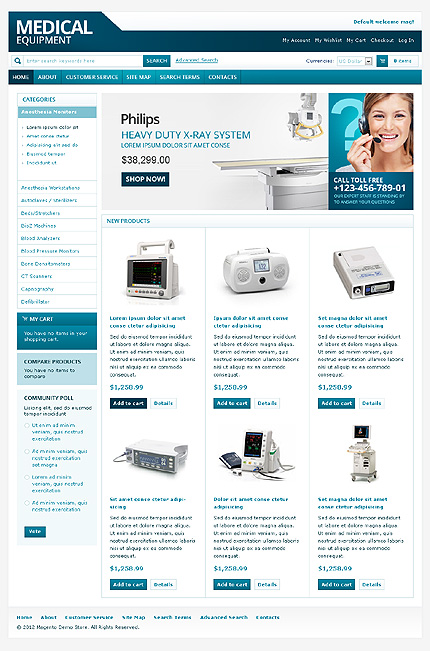 MEDICAL
EQUIPMENT
Default welcome msg!
My Account My Wishlist My Cart Checkout Log In
Enter search keywords here SEARCH Advanced Search
Currencies: US Dollar 0 items
HOME ABOUT CUSTOMER SERVICE SITE MAP SEARCH TERMS CONTACTS
CATEGORIES
Anesthesia Monitors
Lorem ipsum dolor sit
Amet conse ctetur
Adip isicing elit sed do
Eiusmod tempor
Incididunt ut
Anesthesia Workstations
Autoclaves / Sterilizers
Beds/Stretchers
BioZ Machines
Blood Analyzers
Blood Pressure Monitors
Bone Densitometers
CT Scanners
Capnography
Defibrillator
MY CART
You have no items in your
shopping cart.
COMPARE PRODUCTS
You have no items to
compare
COMMUNITY POLL
Uscing elit, sed do eiusmod
tempor incididunt
Ut enim ad minim
veniam, quis nostrud
exercitation
Ad minim veniam, quis
nostrud exercitation
set magna
Lorem ad minim
veniam, quis nostrud
exercitation
Ad minim veniam, quis
nostrud exercitation
Vote
Philips
HEAVY DUTY X-RAY SYSTEM
LOREM IPSUM DOLOR SIT AMET CONSE
$38,299.00
SHOP NOW!
?
CALL TOLL FREE
+123-456-789-01
OUR EXPERT STAFF IS STANDING BY
TO ANSWER YOUR QUESTIONS
NEW PRODUCTS
Lorem ipsum dolor sit amet
conse ctetur adipisicing
Sed do eiusmod tempor incididunt
ut labore et dolore magna aliqua.
Ut enim ad minim veniam, quis
nostrud exercitation ullamco laboris
nisi ut aliquip ex ea commodo
consequat.
$1,250.99
Add to cart Details
Ipsum dolor sit amet
conse ctetur adipisicing
Sed do eiusmod tempor incididunt
ut labore et dolore magna aliqua.
Ut enim ad minim veniam, quis
nostrud exercitation ullamco laboris
nisi ut aliquip ex ea commodo
consequat.
$1,250.99
Add to cart Details
Set magna dolor sit amet
conse ctetur adipisicing
Sed do eiusmod tempor incididunt
ut labore et dolore magna aliqua.
Ut enim ad minim veniam, quis
nostrud exercitation ullamco laboris
nisi ut aliquip ex ea commodo
consequat.
$1,250.99
Add to cart Details
Sit amet conse ctetur adipi-
sicing
Sed do eiusmod tempor incididunt
ut labore et dolore magna aliqua.
Ut enim ad minim veniam, quis
nostrud exercitation ullamco laboris
nisi ut aliquip ex ea commodo
consequat.
$1,250.99
Add to cart Details
Dolor sit amet conse ctetur
adipisicing
Sed do eiusmod tempor incididunt
ut labore et dolore magna aliqua.
Ut enim ad minim veniam, quis
nostrud exercitation ullamco laboris
nisi ut aliquip ex ea commodo
consequat.
$1,250.99
Add to cart Details
Set magna dolor sit amet
conse ctetur adipisicing
Sed do eiusmod tempor incididunt
ut labore et dolore magna aliqua.
Ut enim ad minim veniam, quis
nostrud exercitation ullamco laboris
nisi ut aliquip ex ea commodo
consequat.
$1,250.99
Add to cart Details
Home About Customer Service Site Map Search Terms Advanced Search Contacts
© 2012 Magento Demo Store. All Rights Reserved.